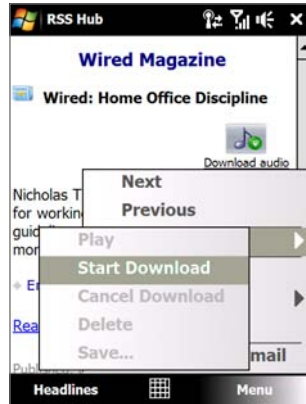 RSS Hub
Wired Magazine
Wired: Home Office Discipline
Download audio
Nicholas T
for workin
guid
mor
Next
Previous
Play
Start Download
Cancel Download
Delete
Save...
Rea
mail
Publish
Headlines
Menu